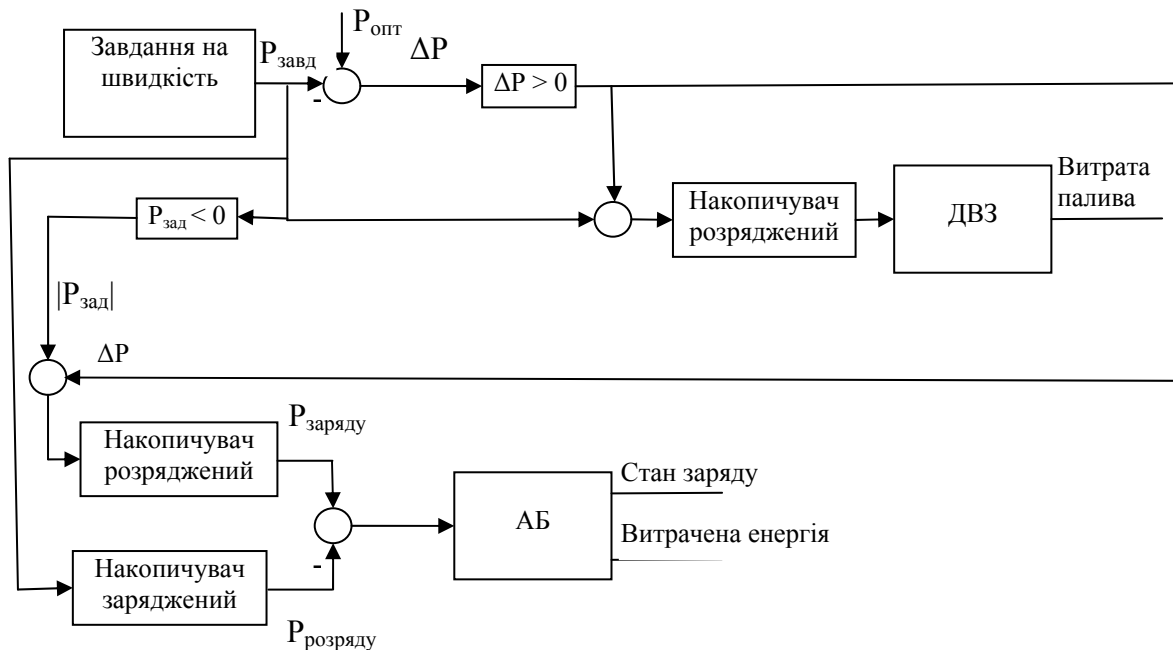 Завдання на
швидкість
Pзавд
Pопт
ΔP
-
ΔP > 0
Pзад < 0
Накопичувач
розряджений
ДВЗ
Витрата
палива
|Pзад|
ΔP
Накопичувач
розряджений
Pзаряду
АБ
Стан заряду
Витрачена енергія
Накопичувач
заряджений
-
Pрозряду